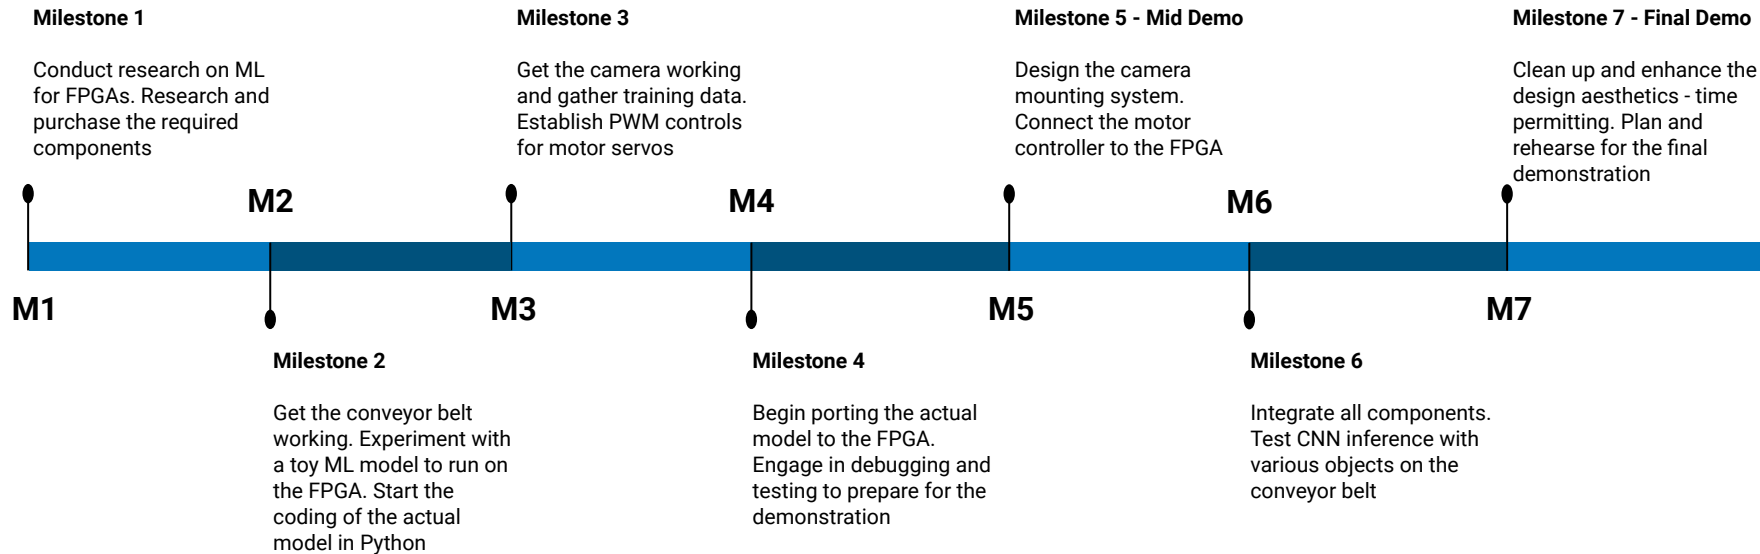 Milestone 1
Conduct research on ML
for FPGAs. Research and
purchase the required
components
Milestone 3
Get the camera working
and gather training data.
Establish PWM controls
for motor servos
Milestone 5 - Mid Demo
Design the camera
mounting system.
Connect the motor
controller to the FPGA
Milestone 7 - Final Demo
Clean up and enhance the
design aesthetics - time
permitting. Plan and
rehearse for the final
demonstration
M2
M4
M6
M1
M3
M5
M7
Milestone 2
Get the conveyor belt
working. Experiment with
a toy ML model to run on
the FPGA. Start the
coding of the actual
model in Python
Milestone 4
Begin porting the actual
model to the FPGA.
Engage in debugging and
testing to prepare for the
demonstration
Milestone 6
Integrate all components.
Test CNN inference with
various objects on the
conveyor belt